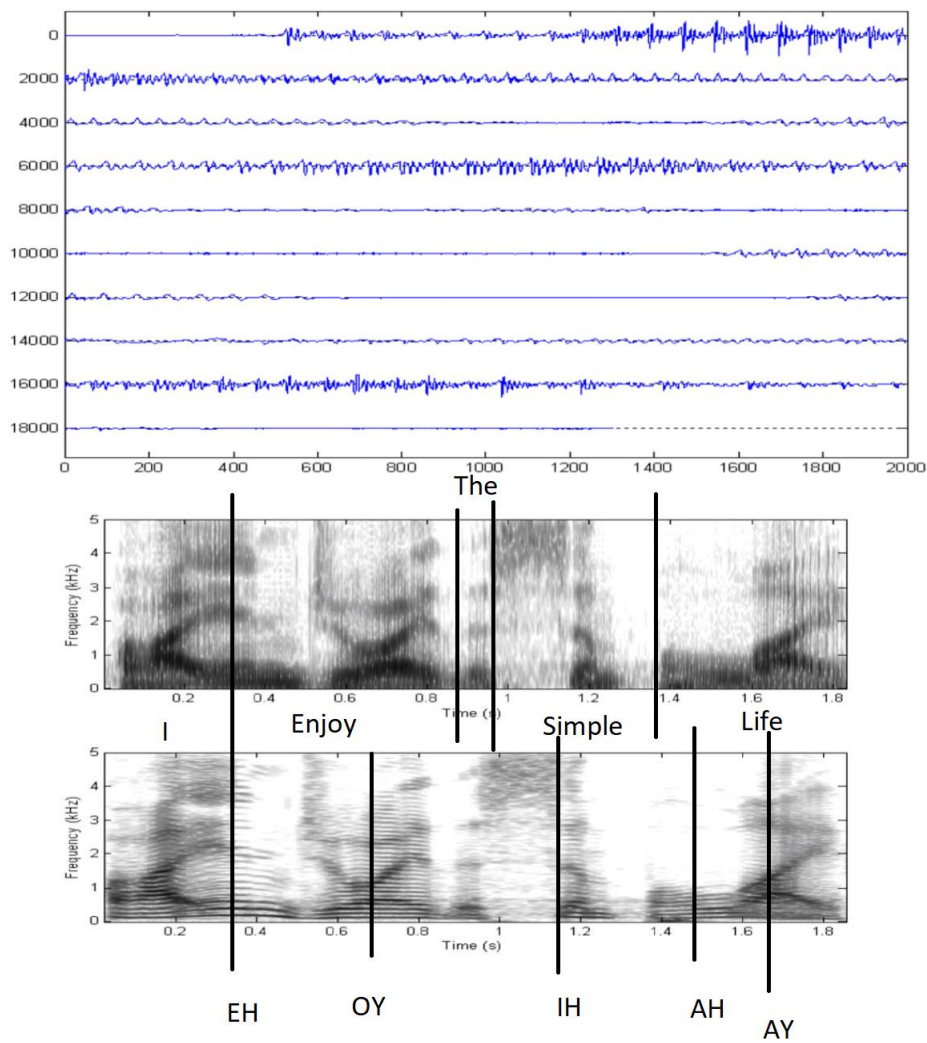 0
2000
4000
6000
8000
10000
12000
14000
16000
18000
0 200 400 600 800 1000 1200 1400 1600 1800 2000
The
5
4
3
2
1
0
Frequency (kHz)
0.2 0.4 0.6 0.8 1 1.2 1.4 1.6 1.8
Time (s)
I Enjoy Simple Life
5
4
3
2
1
0
Frequency (kHz)
0.2 0.4 0.6 0.8 1 1.2 1.4 1.6 1.8
Time (s)
EH OY IH AH AY